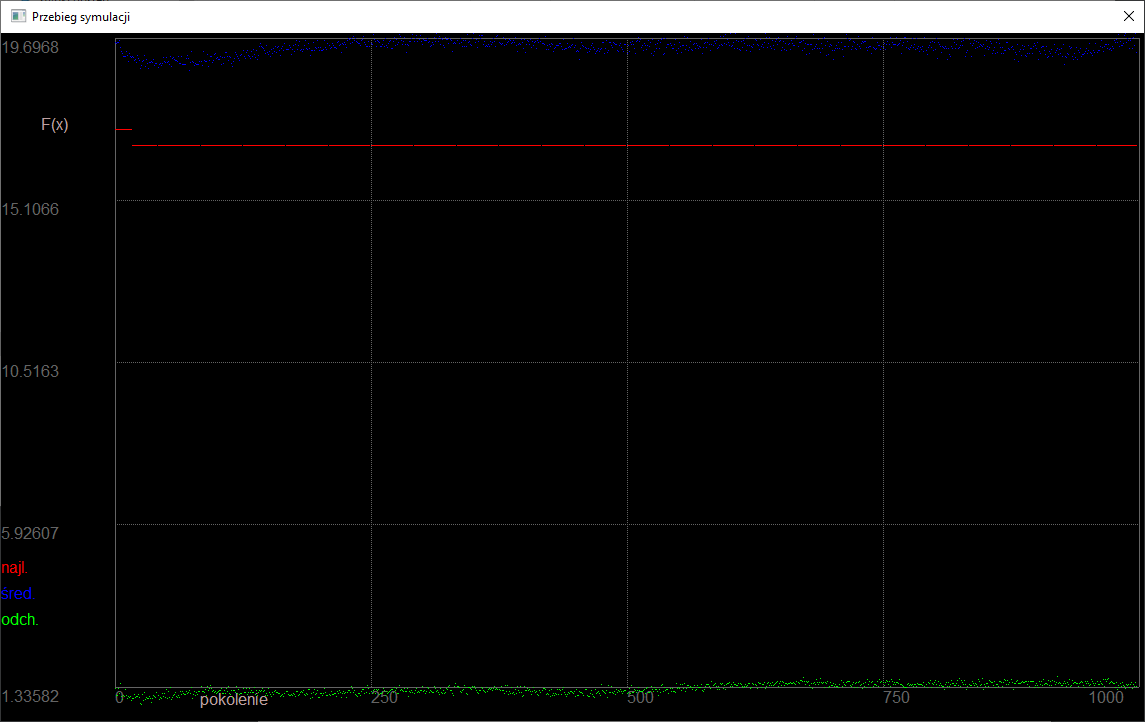 Przebieg symulacji
19.6968
F(x)
15.1066
10.5163
5.92607
najl.
śred.
odch.
1.33582
0
pokolenie
250
500
750
1000